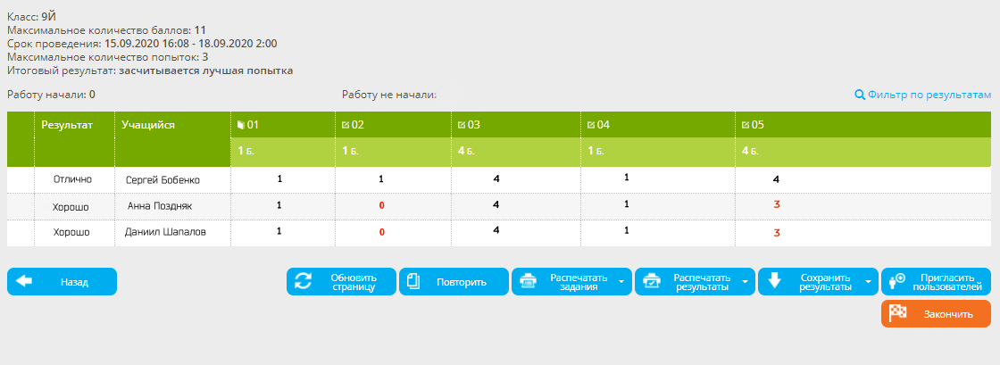 Класс: 9Й
Максимальное количество баллов: 11
Срок проведения: 15.09.2020 16:08 - 18.09.2020 2:00
Максимальное количество попыток: 3
Итоговый результат: засчитывается лучшая попытка
Работу начали: 0 Работу не начали: Фильтр по результатам
Результат Учащийся 01 02 03 04 05
1 Б. 1 Б. 4 Б. 1 Б. 4 Б.
Отлично Сергей Бобенко 1 1 4 1 4
Хорошо Анна Поздняк 1 0 4 1 3
Хорошо Даниил Шапалов 1 0 4 1 3
Назад Обновить страницу Повторить Распечатать задания Распечатать результаты Сохранить результаты Пригласить пользователей
Закончить